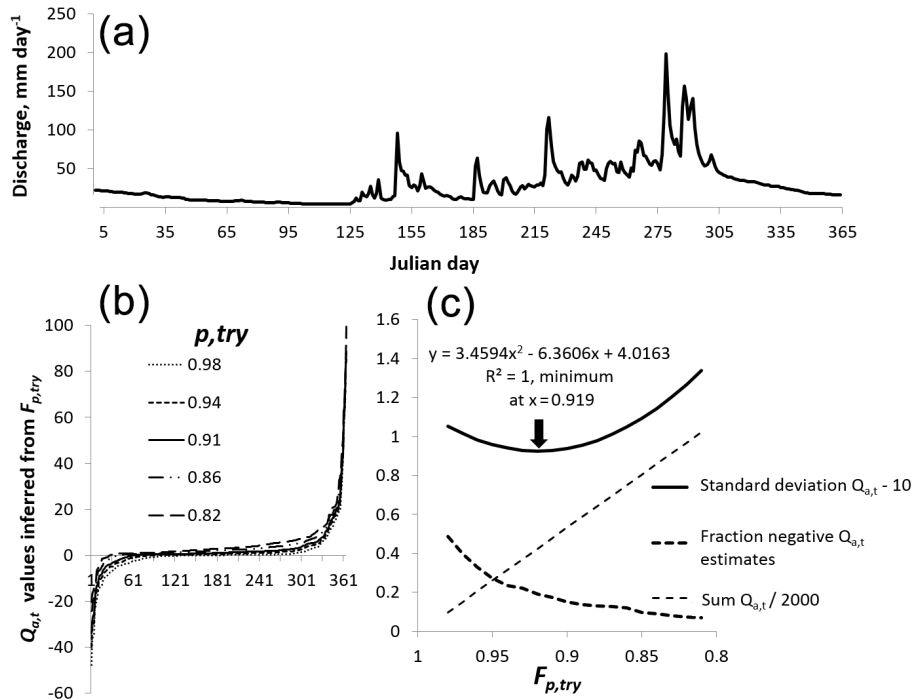 (a)
Discharge, mm day-1
250
200
150
100
50
5 35 65 95 125 155 185 215 245 275 305 335 365
Julian day
(b)
Qa,t values inferred from Fp,try
100
80
60
40
20
0
-20
-40
-60
1 61 121 181 241 301 361
p,try
0.98
0.94
0.91
0.86
0.82
(c)
1.6
1.4
1.2
1
0.8
0.6
0.4
0.2
0
y = 3.4594x2 - 6.3606x + 4.0163
R2 = 1, minimum
at x = 0.919
Standard deviation Qa,t - 10
Fraction negative Qa,t
estimates
Sum Qa,t / 2000
1 0.95 0.9 0.85 0.8
Fp,try